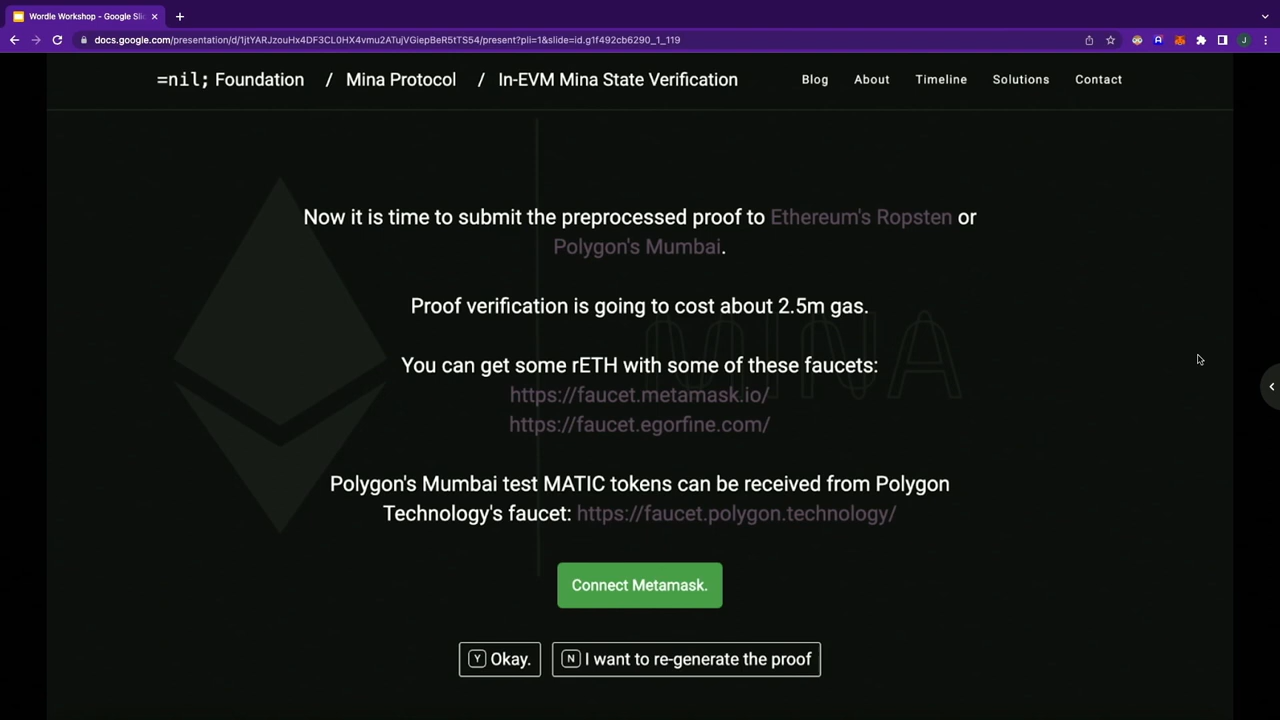 Wordle Workshop - Google Sli
docs.google.com/presentation/d/1jtYARJzouHx4DF3CL0HX4vmu2ATujVGiepBeR5tTS54/present?pli=1&slide=id.g1f492cb6290_1_119
J
=nil; Foundation / Mina Protocol / In-EVM Mina State Verification
Blog About Timeline Solutions Contact
Now it is time to submit the preprocessed proof to Ethereum's Ropsten or
Polygon's Mumbai.
Proof verification is going to cost about 2.5m gas.
MINA
You can get some rETH with some of these faucets:
https://faucet.metamask.io/
https://faucet.egorfine.com/
Polygon's Mumbai test MATIC tokens can be received from Polygon
Technology's faucet: https://faucet.polygon.technology/
Connect Metamask.
Y Okay.
N I want to re-generate the proof